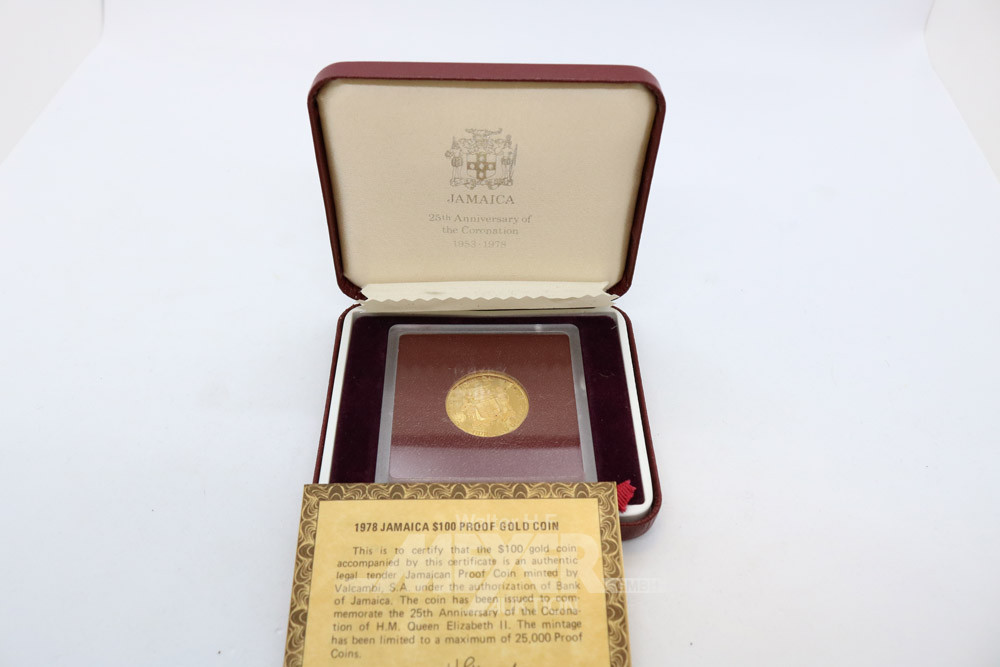 JAMAICA
25th Anniversary of
the Coronation
1953-1978
1978 JAMAICA $100 PROOF GOLD COIN
This is to certify that the $100 gold coin
accompanied by this certificate is an authentic
legal tender Jamaican Proof Coin minted by
Valcambi, S.A. under the authorization of Bank
of Jamaica. The coin has been issued to com-
memorate the 25th Anniversary of the Corona-
tion of H.M. Queen Elizabeth II. The mintage
has been limited to a maximum of 25,000 Proof
Coins.